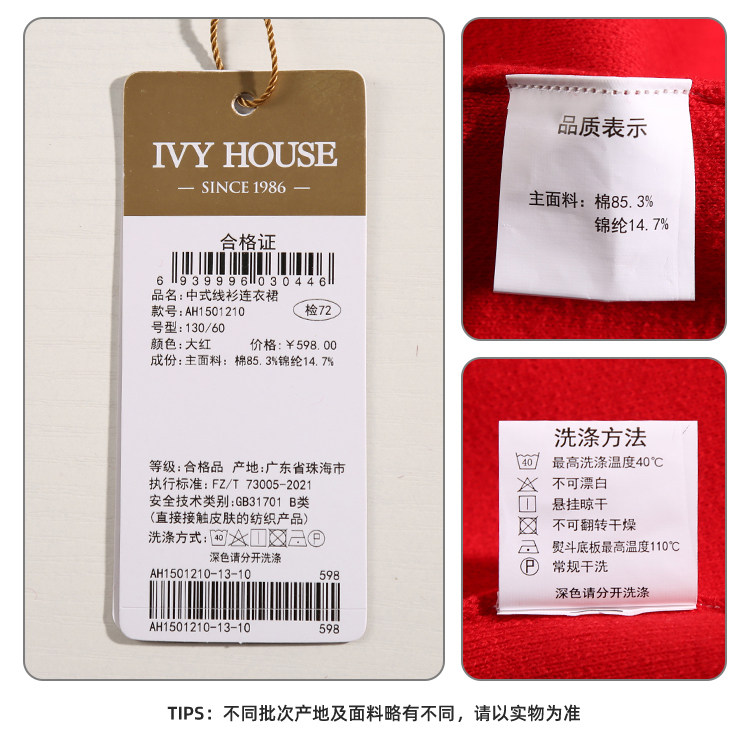 IVY HOUSE
— SINCE 1986 —
合格证
6 939996 030446
品名:中式线衫连衣裙
款号:AH1501210
检72
号型:130/60
颜色:大红 价格:¥598.00
成份:主面料: 棉85.3%锦纶14.7%
等级:合格品 产地:广东省珠海市
执行标准:FZ/T 73005-2021
安全技术类别:GB31701 B类
(直接接触皮肤的纺织产品)
洗涤方式: 40 P
深色请分开洗涤
AH1501210-13-10 598
AH1501210-13-10 598
品质表示
主面料: 棉85.3%
锦纶14.7%
洗涤方法
40 最高洗涤温度40℃
不可漂白
悬挂晾干
不可翻转干燥
熨斗底板最高温度110℃
P 常规干洗
深色请分开洗涤
TIPS：不同批次产地及面料略有不同，请以实物为准